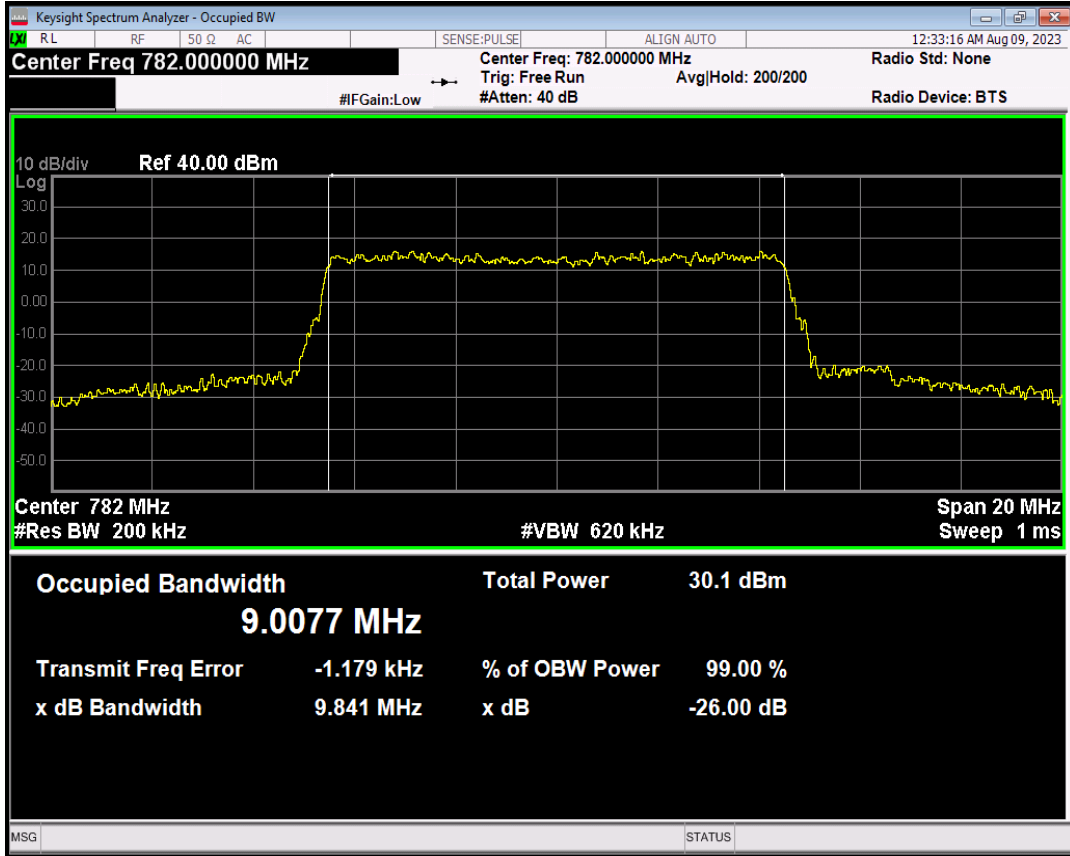 Keysight Spectrum Analyzer - Occupied BW
LXI RL RF 50 Ω AC SENSE:PULSE ALIGN AUTO 12:33:16 AM Aug 09, 2023
Center Freq 782.000000 MHz
Center Freq: 782.000000 MHz Radio Std: None
Trig: Free Run Avg|Hold: 200/200
#IFGain:Low #Atten: 40 dB Radio Device: BTS
10 dB/div Ref 40.00 dBm
Log
30.0
20.0
10.0
0.00
-10.0
-20.0
-30.0
-40.0
-50.0
Center 782 MHz Span 20 MHz
#Res BW 200 kHz #VBW 620 kHz Sweep 1 ms
Occupied Bandwidth Total Power 30.1 dBm
9.0077 MHz
Transmit Freq Error -1.179 kHz % of OBW Power 99.00 %
x dB Bandwidth 9.841 MHz x dB -26.00 dB
MSG STATUS